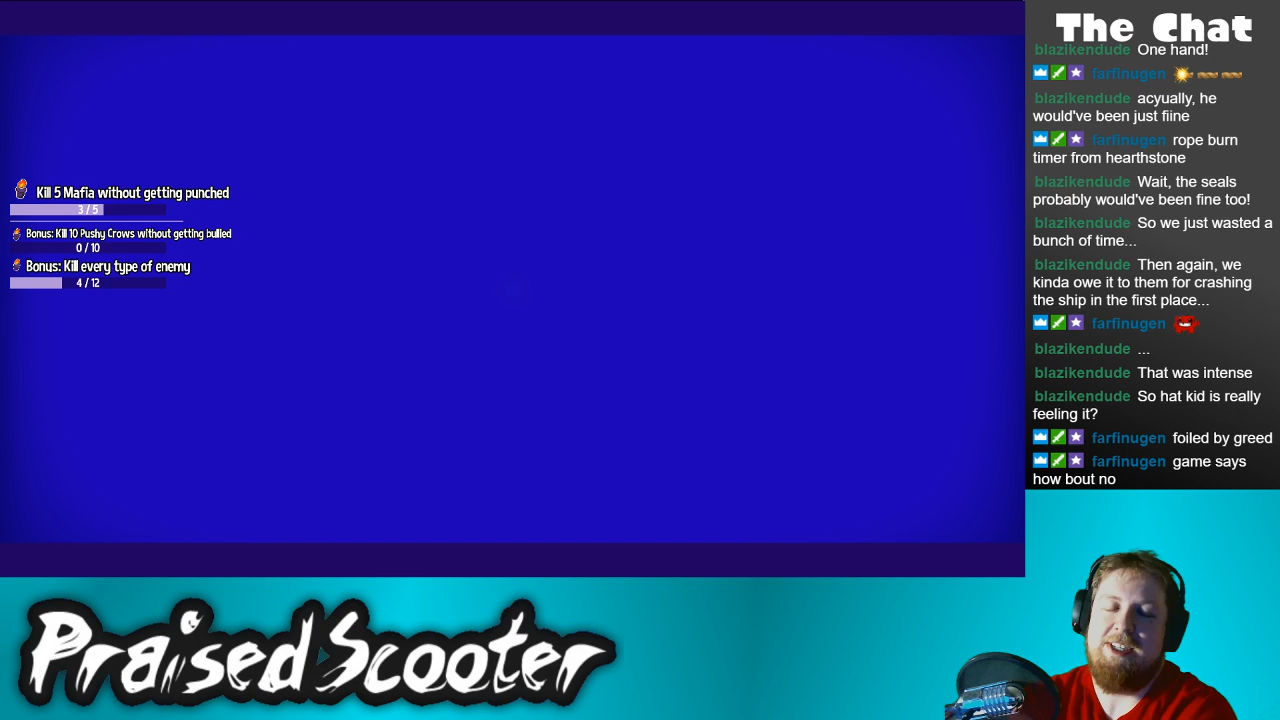 Kill 5 Mafia without getting punched
3 / 5
Bonus: Kill 10 Pushy Crows without getting bullied
0 / 10
Bonus: Kill every type of enemy
4 / 12
The Chat
blazikendude One hand!
farfinugen
blazikendude acyually, he
would've been just fiine
farfinugen rope burn
timer from hearthstone
blazikendude Wait, the seals
probably would've been fine too!
blazikendude So we just wasted a
bunch of time...
blazikendude Then again, we
kinda owe it to them for crashing
the ship in the first place...
farfinugen
blazikendude ...
blazikendude That was intense
blazikendude So hat kid is really
feeling it?
farfinugen foiled by greed
farfinugen game says
how bout no
PraisedScooter